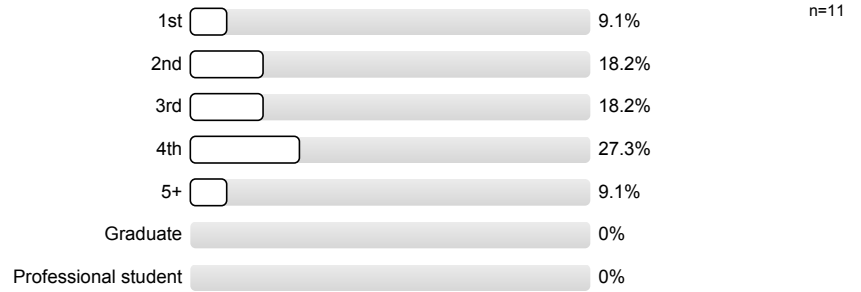 n=11
1st 9.1%
2nd 18.2%
3rd 18.2%
4th 27.3%
5+ 9.1%
Graduate 0%
Professional student 0%